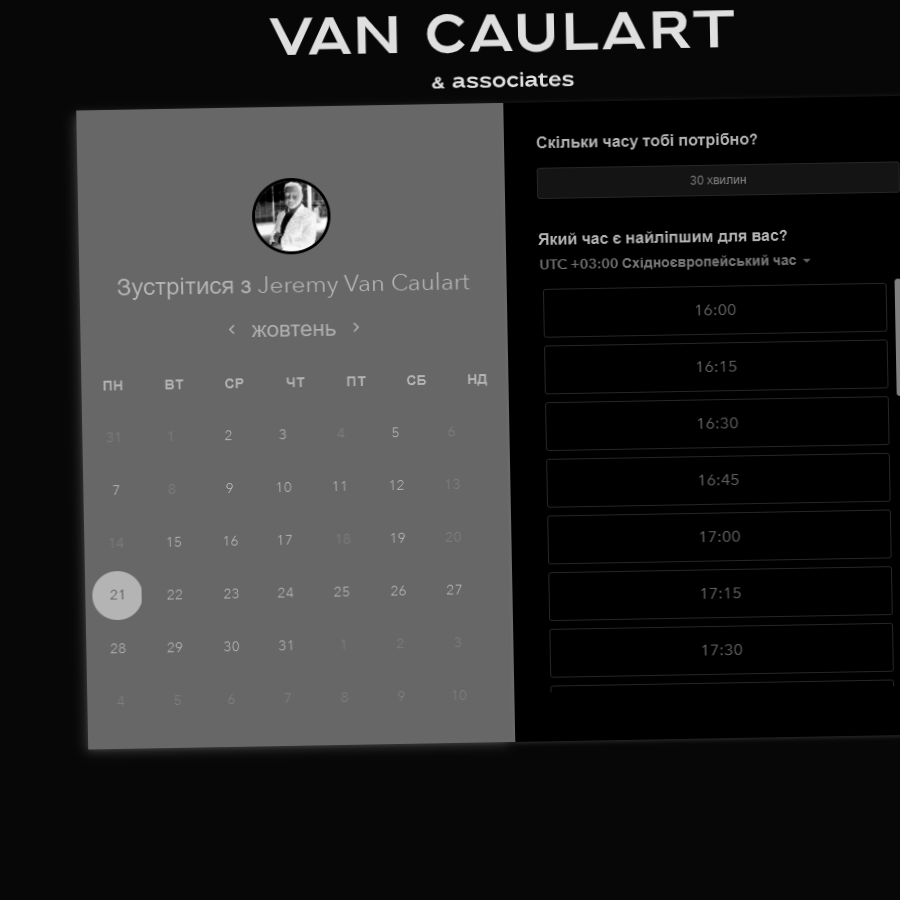 VAN CAULART
& associates
Зустрітися з Jeremy Van Caulart
жовтень
ПН ВТ СР ЧТ ПТ СБ НД
31 1 2 3 4 5 6
7 8 9 10 11 12 13
14 15 16 17 18 19 20
21 22 23 24 25 26 27
28 29 30 31 1 2 3
4 5 6 7 8 9 10
Скільки часу тобі потрібно?
30 хвилин
Який час є найліпшим для вас?
UTC +03:00 Східноєвропейський час
16:00
16:15
16:30
16:45
17:00
17:15
17:30